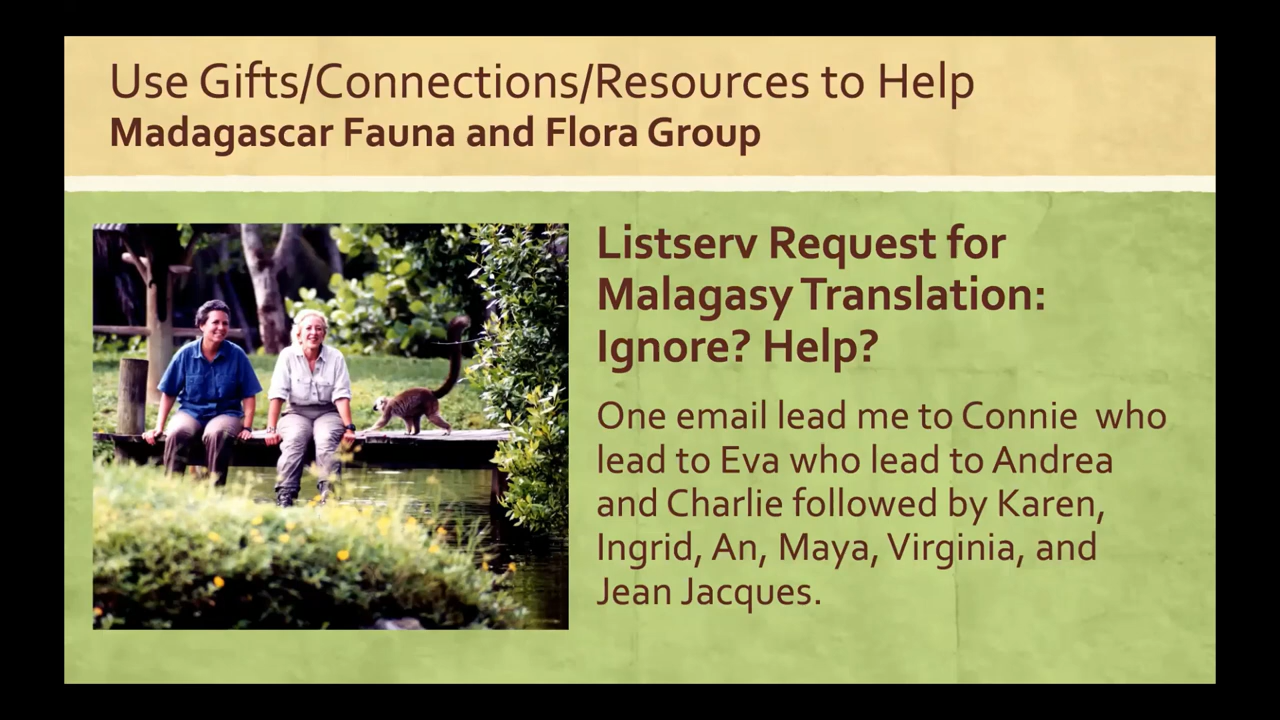 Use Gifts/Connections/Resources to Help
Madagascar Fauna and Flora Group
Listserv Request for
Malagasy Translation:
Ignore? Help?
One email lead me to Connie who
lead to Eva who lead to Andrea
and Charlie followed by Karen,
Ingrid, An, Maya, Virginia, and
Jean Jacques.